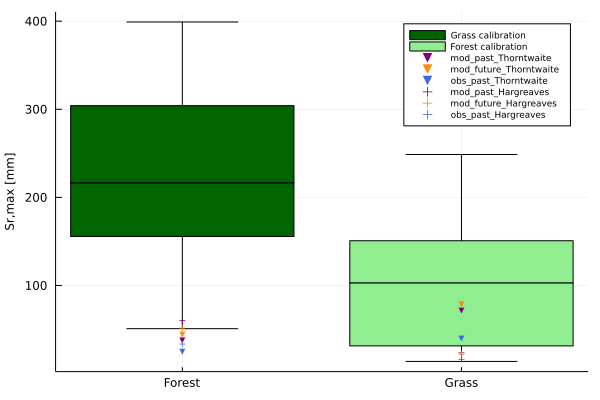 Sr,max [mm]
400
300
200
100
Forest
Grass
Grass calibration
Forest calibration
mod_past_Thorntwaite
mod_future_Thorntwaite
obs_past_Thorntwaite
mod_past_Hargreaves
mod_future_Hargreaves
obs_past_Hargreaves